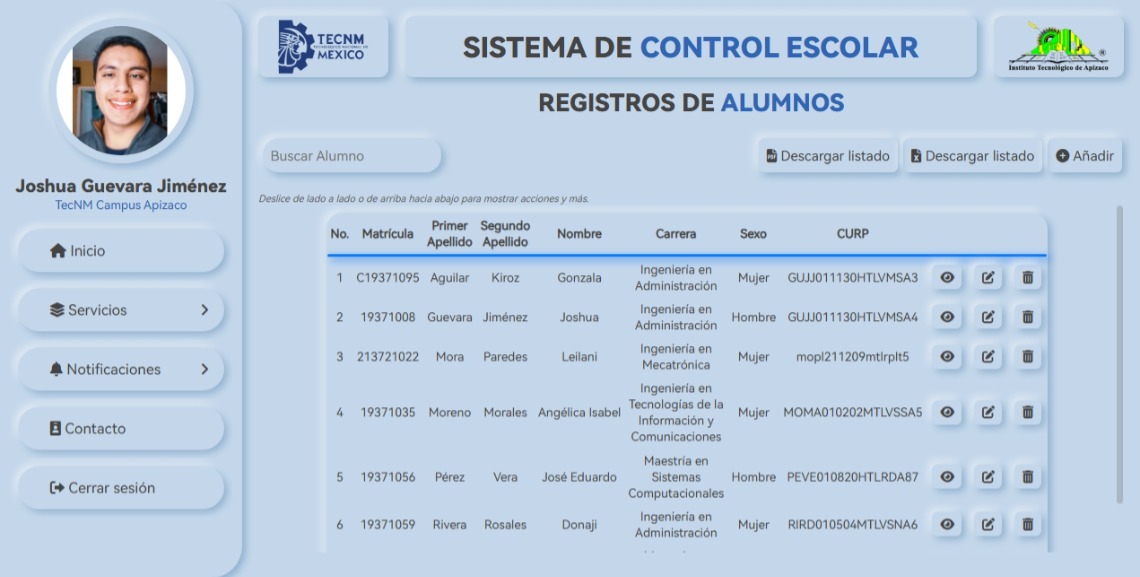 Joshua Guevara Jiménez
TecNM Campus Apizaco
Inicio
Servicios
Notificaciones
Contacto
Cerrar sesión
TECNM
MÉXICO
SISTEMA DE CONTROL ESCOLAR
Instituto Tecnológico de Apizaco
®
REGISTROS DE ALUMNOS
Buscar Alumno
Descargar listado
Descargar listado
Añadir
Deslice de lado a lado o de arriba hacia abajo para mostrar acciones y más.
No. Matrícula Primer Apellido Segundo Apellido Nombre Carrera Sexo CURP
1 C19371095 Aguilar Kiroz Gonzala Ingeniería en Administración Mujer GUJJ011130HTLVMSA3
2 19371008 Guevara Jiménez Joshua Ingeniería en Administración Hombre GUJJ011130HTLVMSA4
3 213721022 Mora Paredes Leilani Ingeniería en Mecatrónica Mujer mopl211209mtlrplt5
4 19371035 Moreno Morales Angélica Isabel Ingeniería en Tecnologías de la Información y Comunicaciones Mujer MOMA010202MTLVSSA5
5 19371056 Pérez Vera José Eduardo Maestría en Sistemas Computacionales Hombre PEVE010820HTLRDA87
6 19371059 Rivera Rosales Donaji Ingeniería en Administración Mujer RIRD010504MTLVSNA6